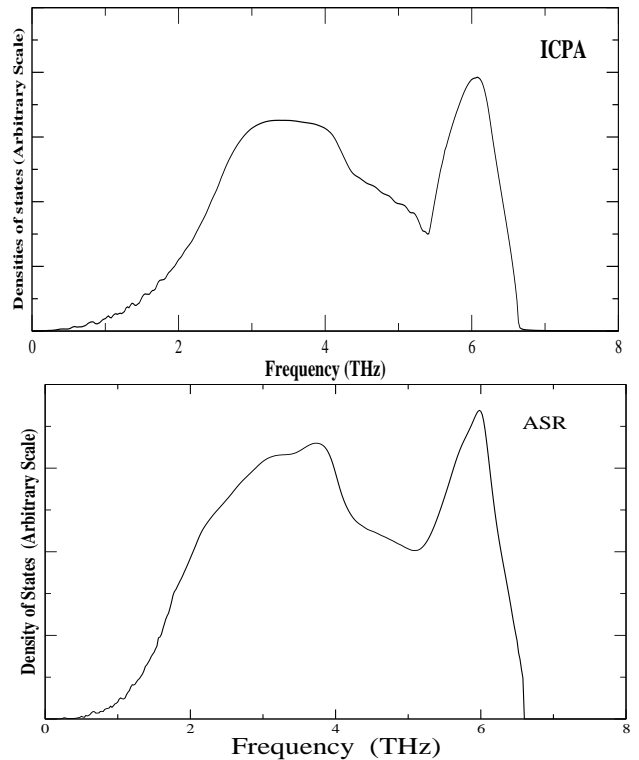 ICPA
Densities of states (Arbitrary Scale)
0 2 4 6 8
Frequency (THz)
ASR
Density of States (Arbitrary Scale)
0 2 4 6 8
Frequency (THz)